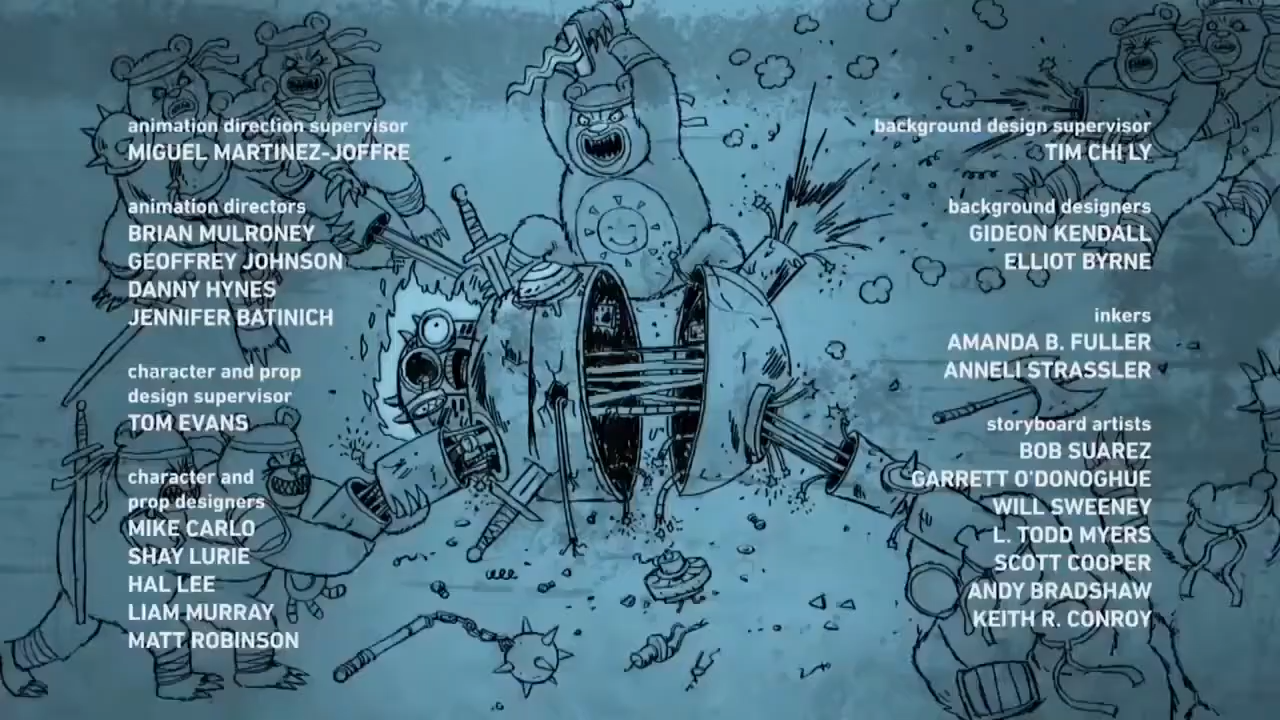 animation direction supervisor
MIGUEL MARTINEZ-JOFFRE
animation directors
BRIAN MULRONEY
GEOFFREY JOHNSON
DANNY HYNES
JENNIFER BATINICH
character and prop
design supervisor
TOM EVANS
character and
prop designers
MIKE CARLO
SHAY LURIE
HAL LEE
LIAM MURRAY
MATT ROBINSON
background design supervisor
TIM CHI LY
background designers
GIDEON KENDALL
ELLIOT BYRNE
inkers
AMANDA B. FULLER
ANNELI STRASSLER
storyboard artists
BOB SUAREZ
GARRETT O'DONOGHUE
WILL SWEENEY
L. TODD MYERS
SCOTT COOPER
ANDY BRADSHAW
KEITH R. CONROY